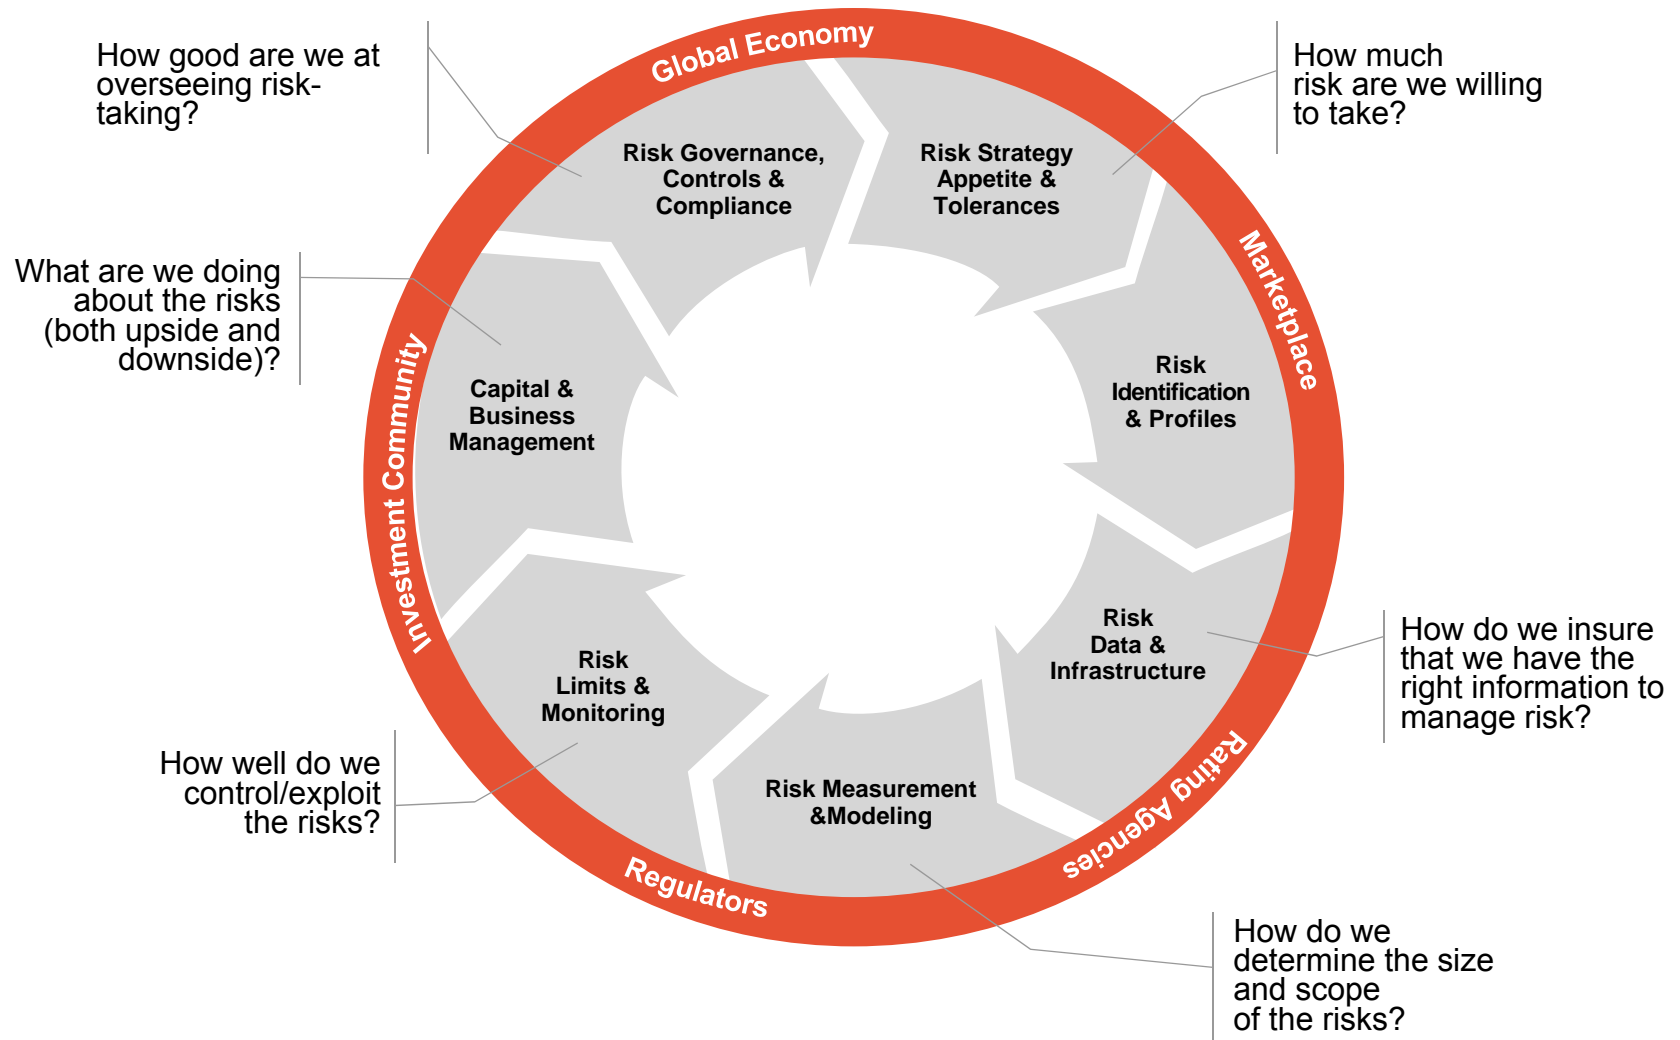 Global Economy
How good are we at
overseeing risk-
taking?
How much
risk are we willing
to take?
Risk Governance,
Controls &
Compliance
Risk Strategy
Appetite &
Tolerances
Marketplace
What are we doing
about the risks
(both upside and
downside)?
Investment Community
Capital &
Business
Management
Risk
Identification
& Profiles
Risk
Data &
Infrastructure
How do we insure
that we have the
right information to
manage risk?
Risk
Limits &
Monitoring
How well do we
control/exploit
the risks?
Risk Measurement
&Modeling
Rating Agencies
Regulators
How do we
determine the size
and scope
of the risks?